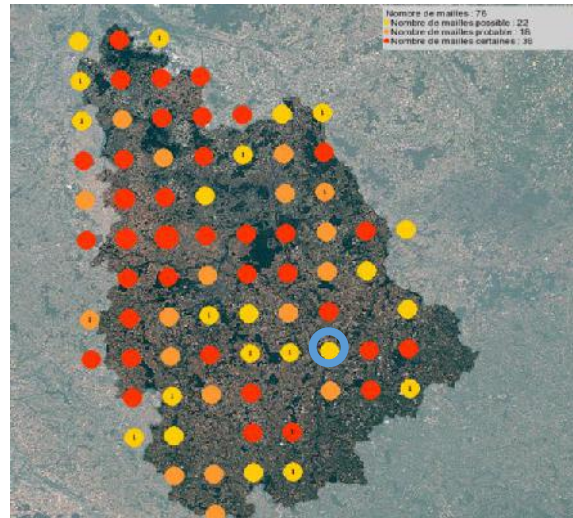 Nombre de mailles : 76
Nombre de mailles possible : 22
Nombre de mailles probable : 18
Nombre de mailles certaines : 36